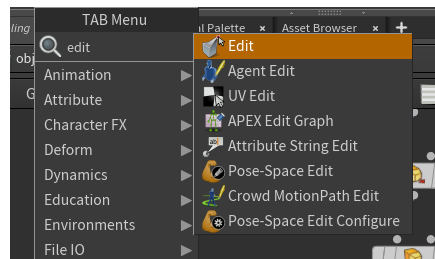 TAB Menu
ling
l Palette × Asset Browser × +
edit
obj
G
Animation
Attribute
Character FX
Deform
Dynamics
Education
Environments
File IO
Edit
Agent Edit
UV Edit
APEX Edit Graph
Attribute String Edit
Pose-Space Edit
Crowd MotionPath Edit
Pose-Space Edit Configure